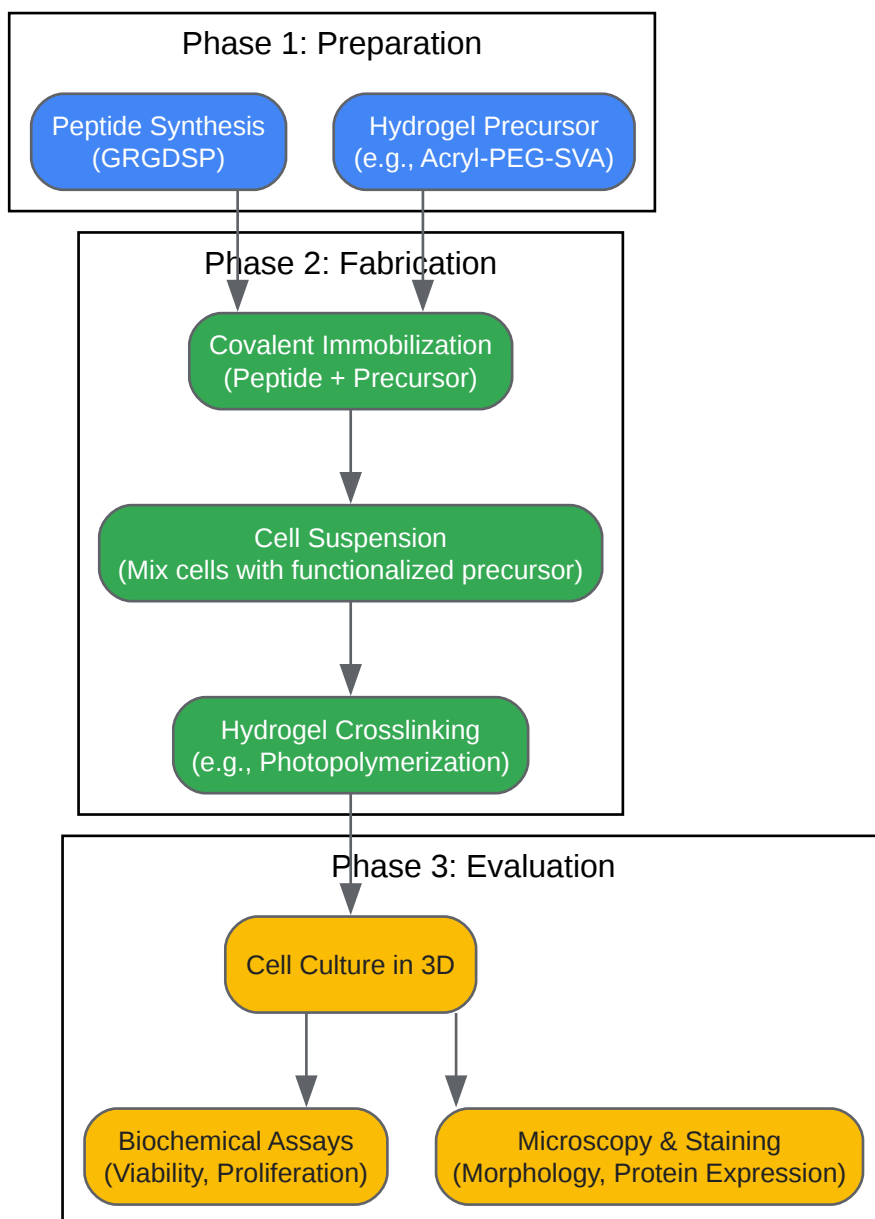 Phase 1: Preparation
Peptide Synthesis
(GRGDSP)
Hydrogel Precursor
(e.g., Acryl-PEG-SVA)
Phase 2: Fabrication
Covalent Immobilization
(Peptide + Precursor)
Cell Suspension
(Mix cells with functionalized precursor)
Hydrogel Crosslinking
(e.g., Photopolymerization)
Phase 3: Evaluation
Cell Culture in 3D
Biochemical Assays
(Viability, Proliferation)
Microscopy & Staining
(Morphology, Protein Expression)